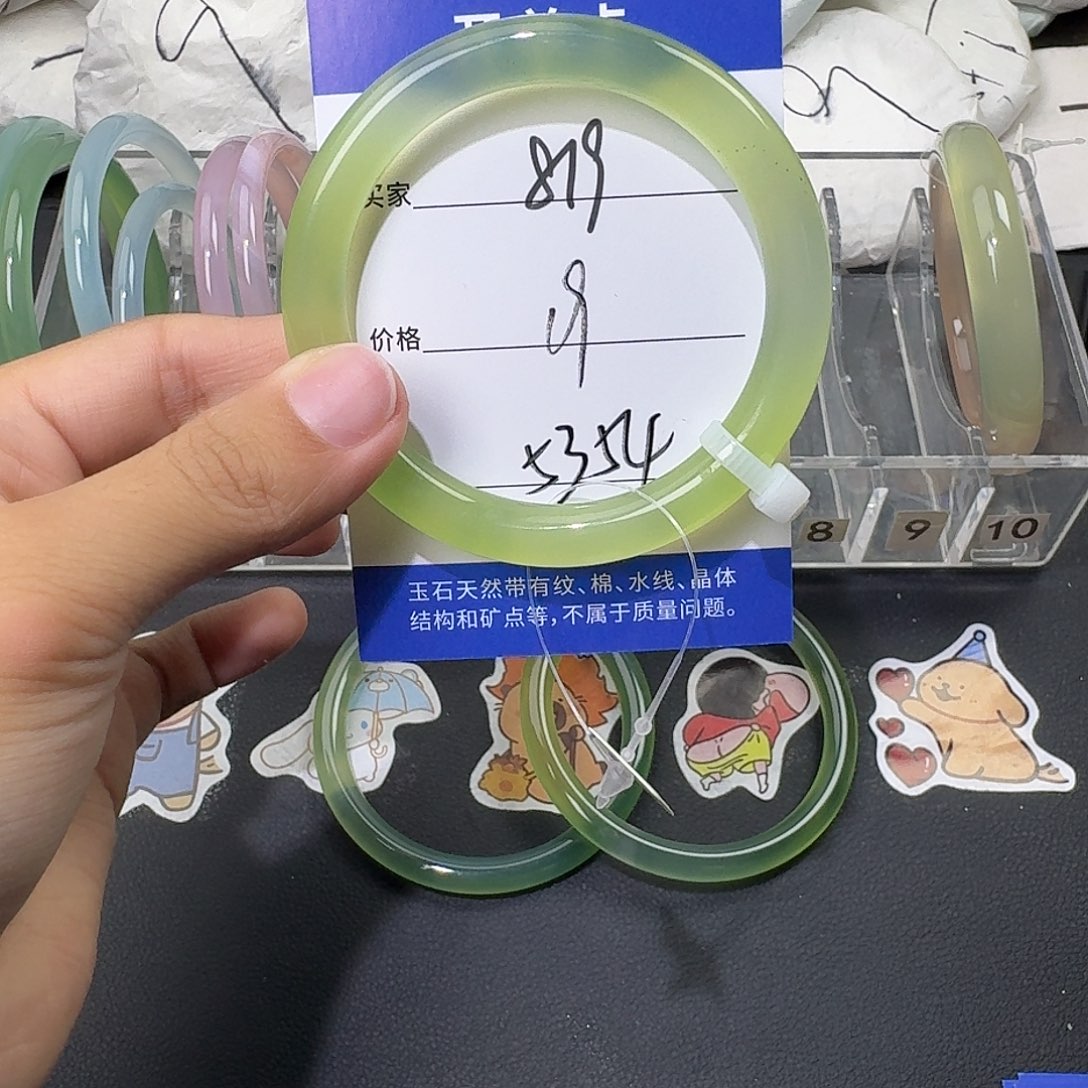 买家 819
价格 19
5354
8 9 10
玉石天然带有纹、棉、水线、晶体
结构和矿点等，不属于质量问题。